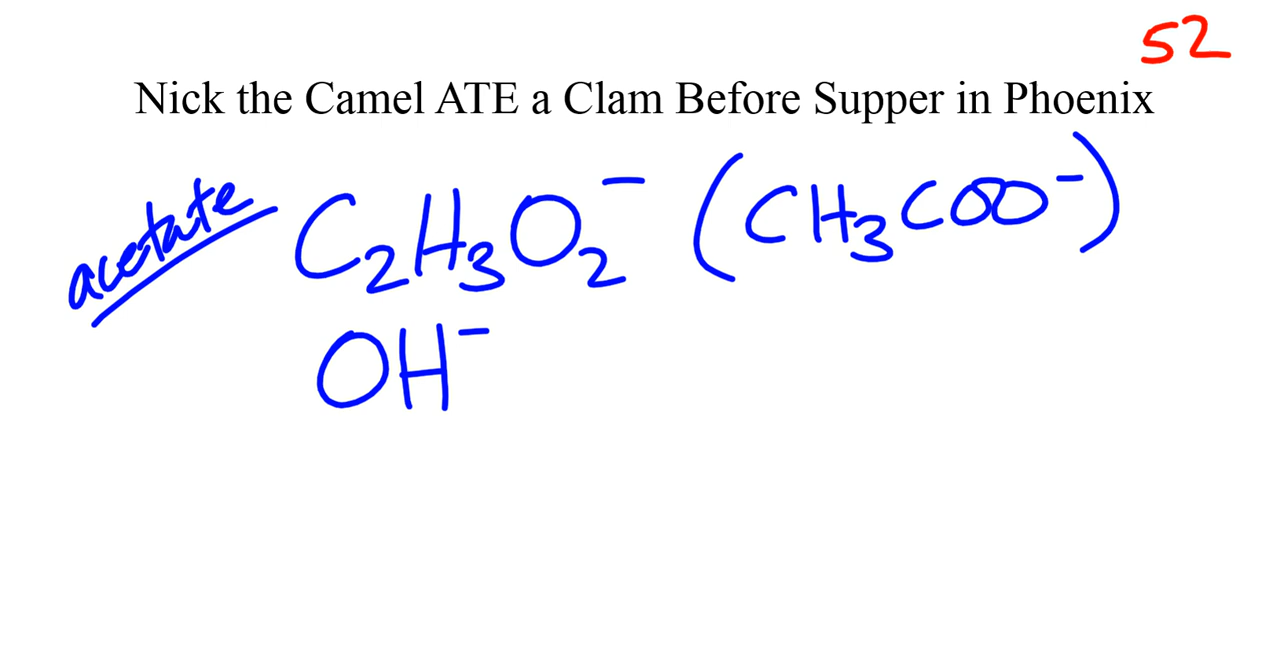 52
Nick the Camel ATE a Clam Before Supper in Phoenix
acetate C₂H₃O₂⁻ (CH₃COO⁻)
OH⁻